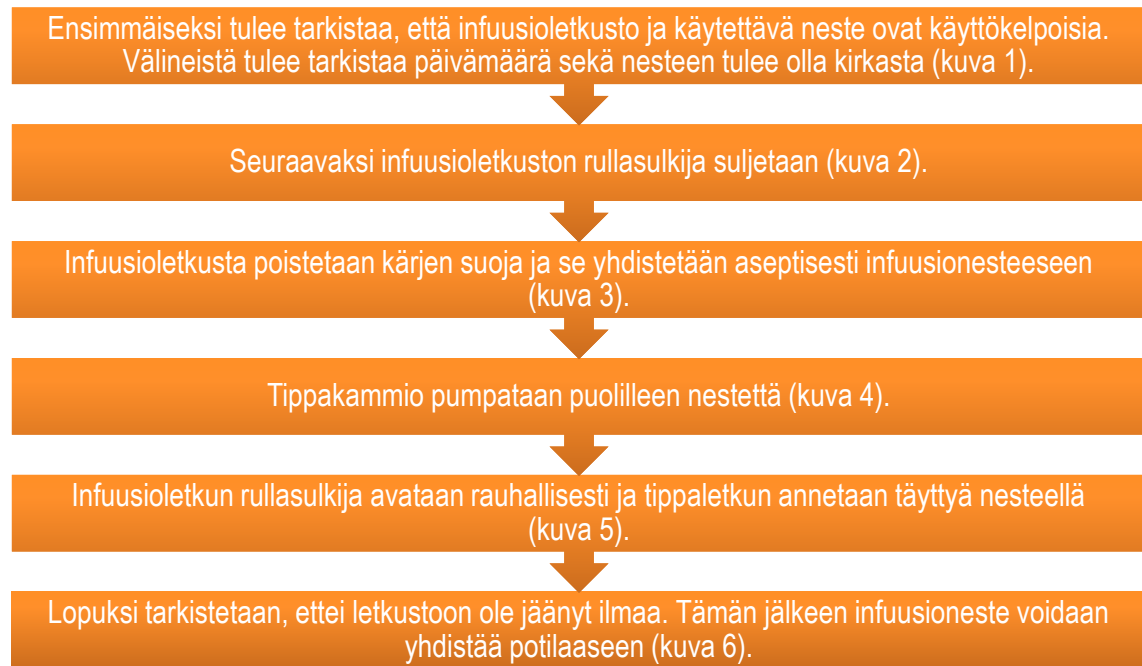 Ensimmäiseksi tulee tarkistaa, että infuusioletkusto ja käytettävä neste ovat käyttökelpoisia.
Välineistä tulee tarkistaa päivämäärä sekä nesteen tulee olla kirkasta (kuva 1).
Seuraavaksi infuusioletkuston rullasulkija suljetaan (kuva 2).
Infuusioletkusta poistetaan kärjen suoja ja se yhdistetään aseptisesti infuusionesteeseen
(kuva 3).
Tippakammio pumpataan puolilleen nestettä (kuva 4).
Infuusioletkun rullasulkija avataan rauhallisesti ja tippaletkun annetaan täyttyä nesteellä
(kuva 5).
Lopuksi tarkistetaan, ettei letkustoon ole jäänyt ilmaa. Tämän jälkeen infuusioneste voidaan
yhdistää potilaaseen (kuva 6).